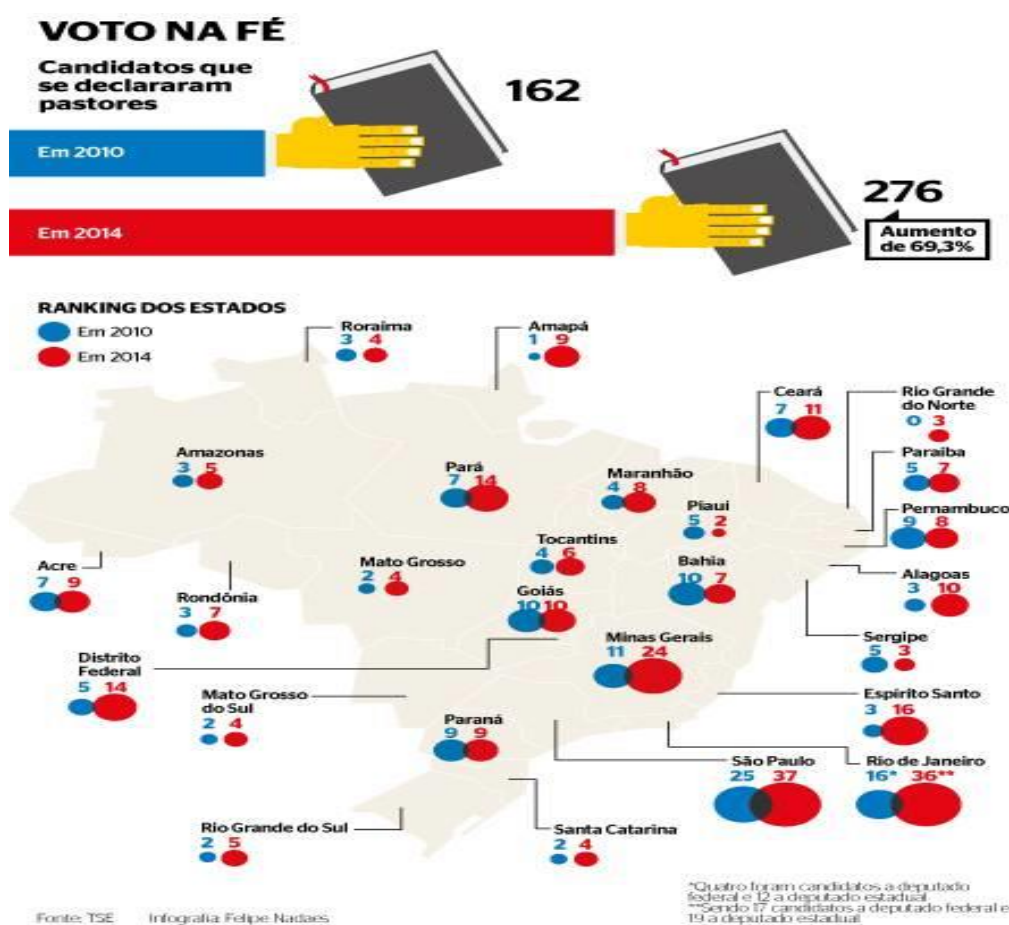 VOTO NA FÉ
Candidatos que
se declararam
pastores
162
Em 2010
276
Em 2014
Aumento
de 69,3%
RANKING DOS ESTADOS
Em 2010
Em 2014
Roraima
3 4
Amapá
1 9
Ceará
7 11
Rio Grande
do Norte
0 3
Amazonas
3 5
Pará
7 14
Maranhão
4 8
Piauí
5 2
Paraíba
5 7
Pernambuco
9 8
Acre
7 9
Rondônia
3 7
Mato Grosso
2 4
Tocantins
4 6
Goiás
10 10
Bahia
10 7
Alagoas
3 10
Sergipe
5 3
Distrito
Federal
5 14
Minas Gerais
11 24
Espírito Santo
3 16
Mato Grosso
do Sul
2 4
Paraná
9 9
São Paulo
25 37
Rio de Janeiro
16* 36**
Rio Grande do Sul
2 5
Santa Catarina
2 4
*Quatro foram candidatos a deputado
federal e 12 a deputado estadual
**Sendo 17 candidatos a deputado federal e
19 a deputado estadual
Fonte: TSE Infografia: Felipe Nadaes